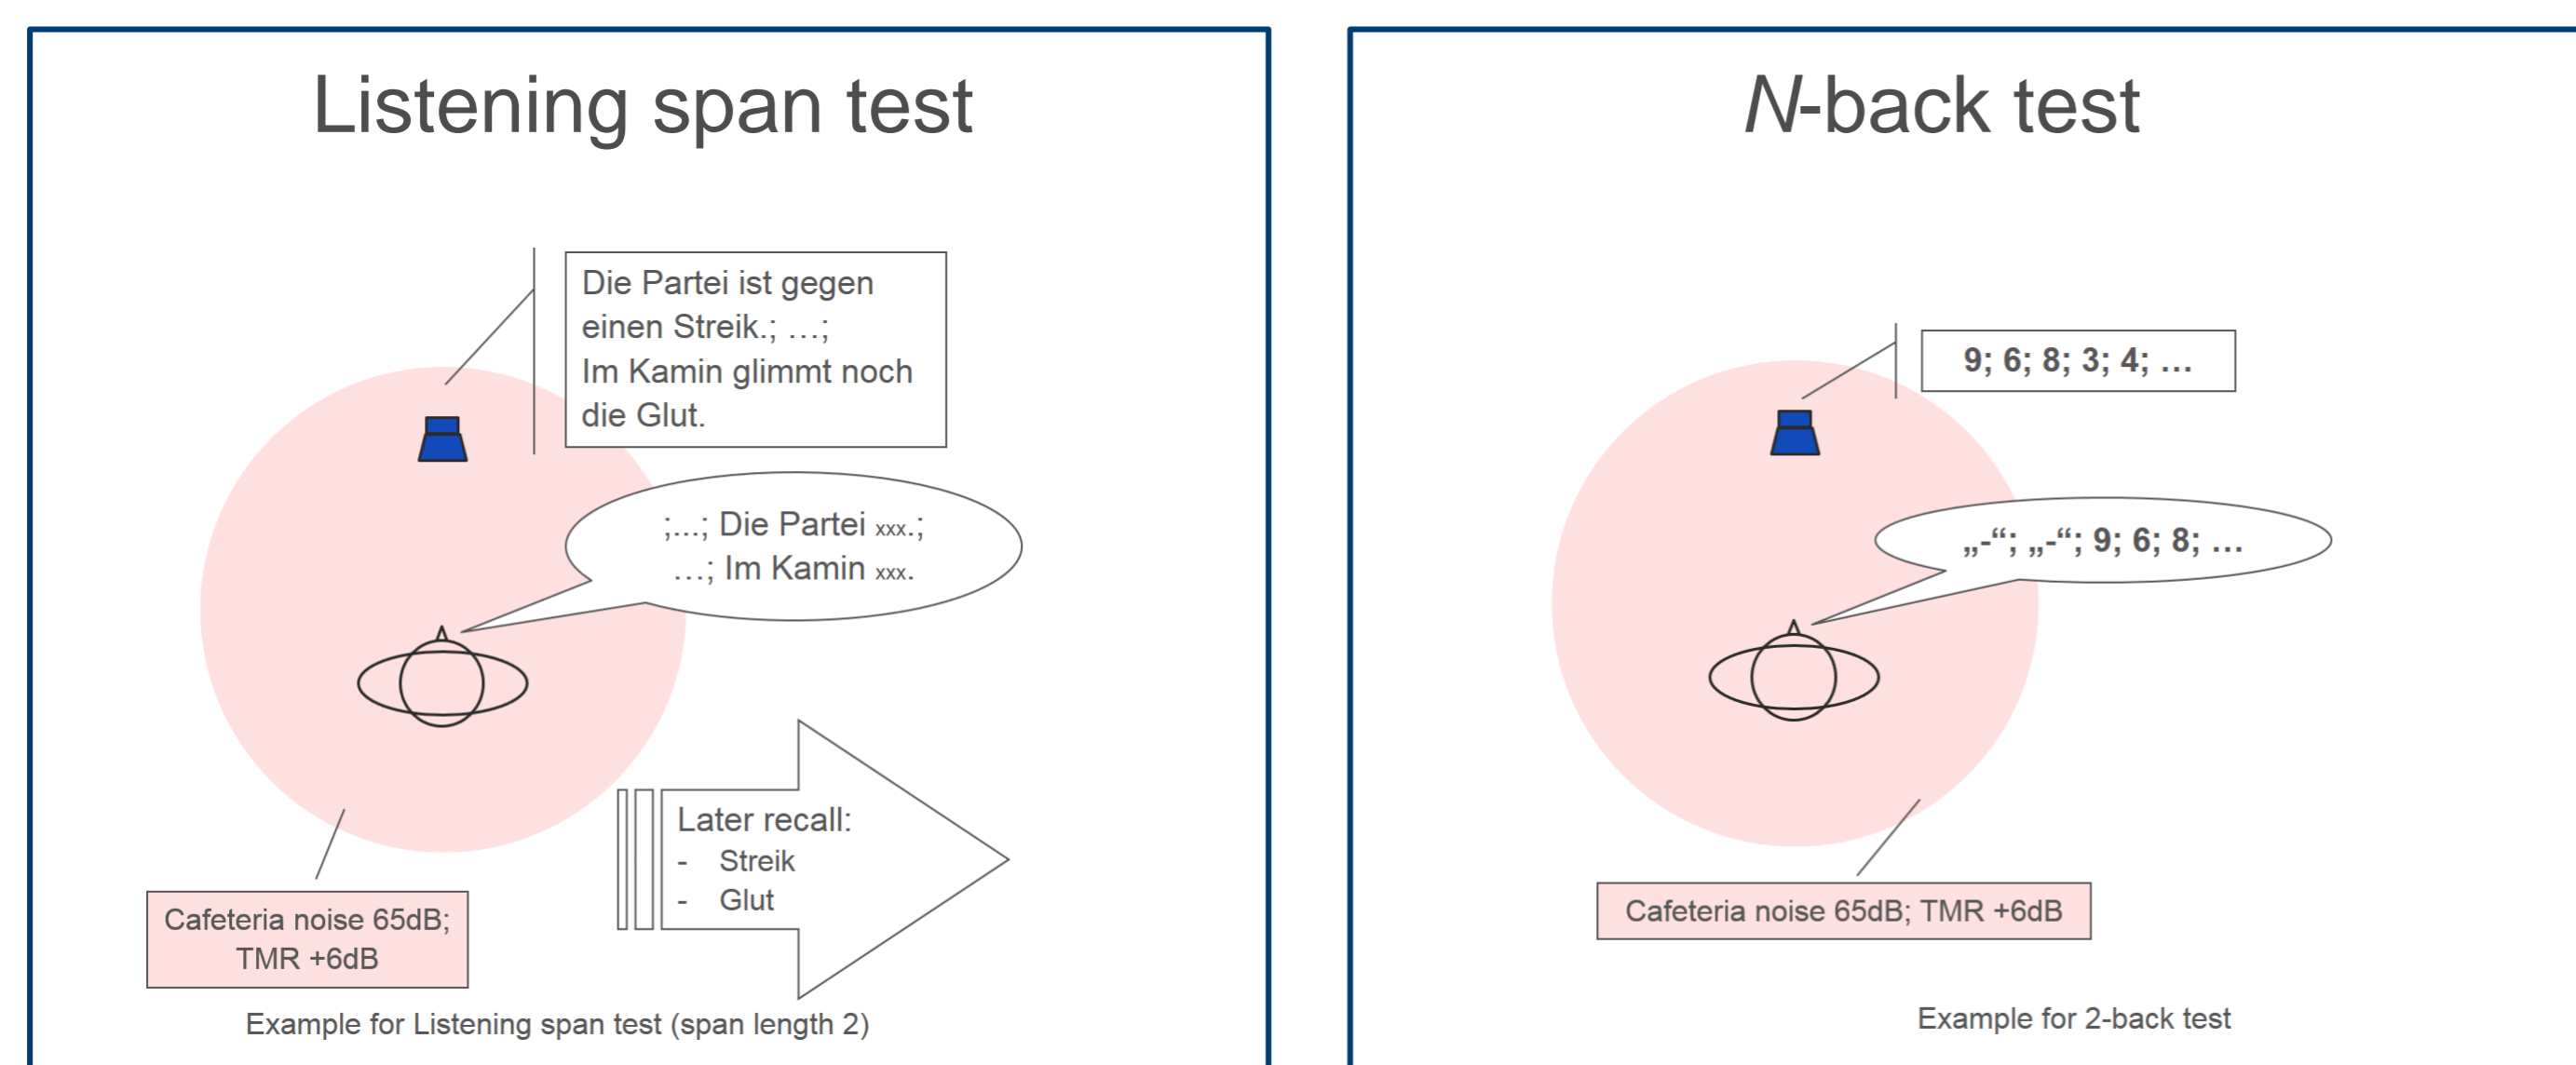 Listening span test
Die Partei ist gegen
einen Streik.; …;
Im Kamin glimmt noch
die Glut.
;...; Die Partei xxx.;
…; Im Kamin xxx.
Later recall:
- Streik
- Glut
Cafeteria noise 65dB;
TMR +6dB
Example for Listening span test (span length 2)
N-back test
9; 6; 8; 3; 4; …
„-“; „-“; 9; 6; 8; …
Cafeteria noise 65dB; TMR +6dB
Example for 2-back test